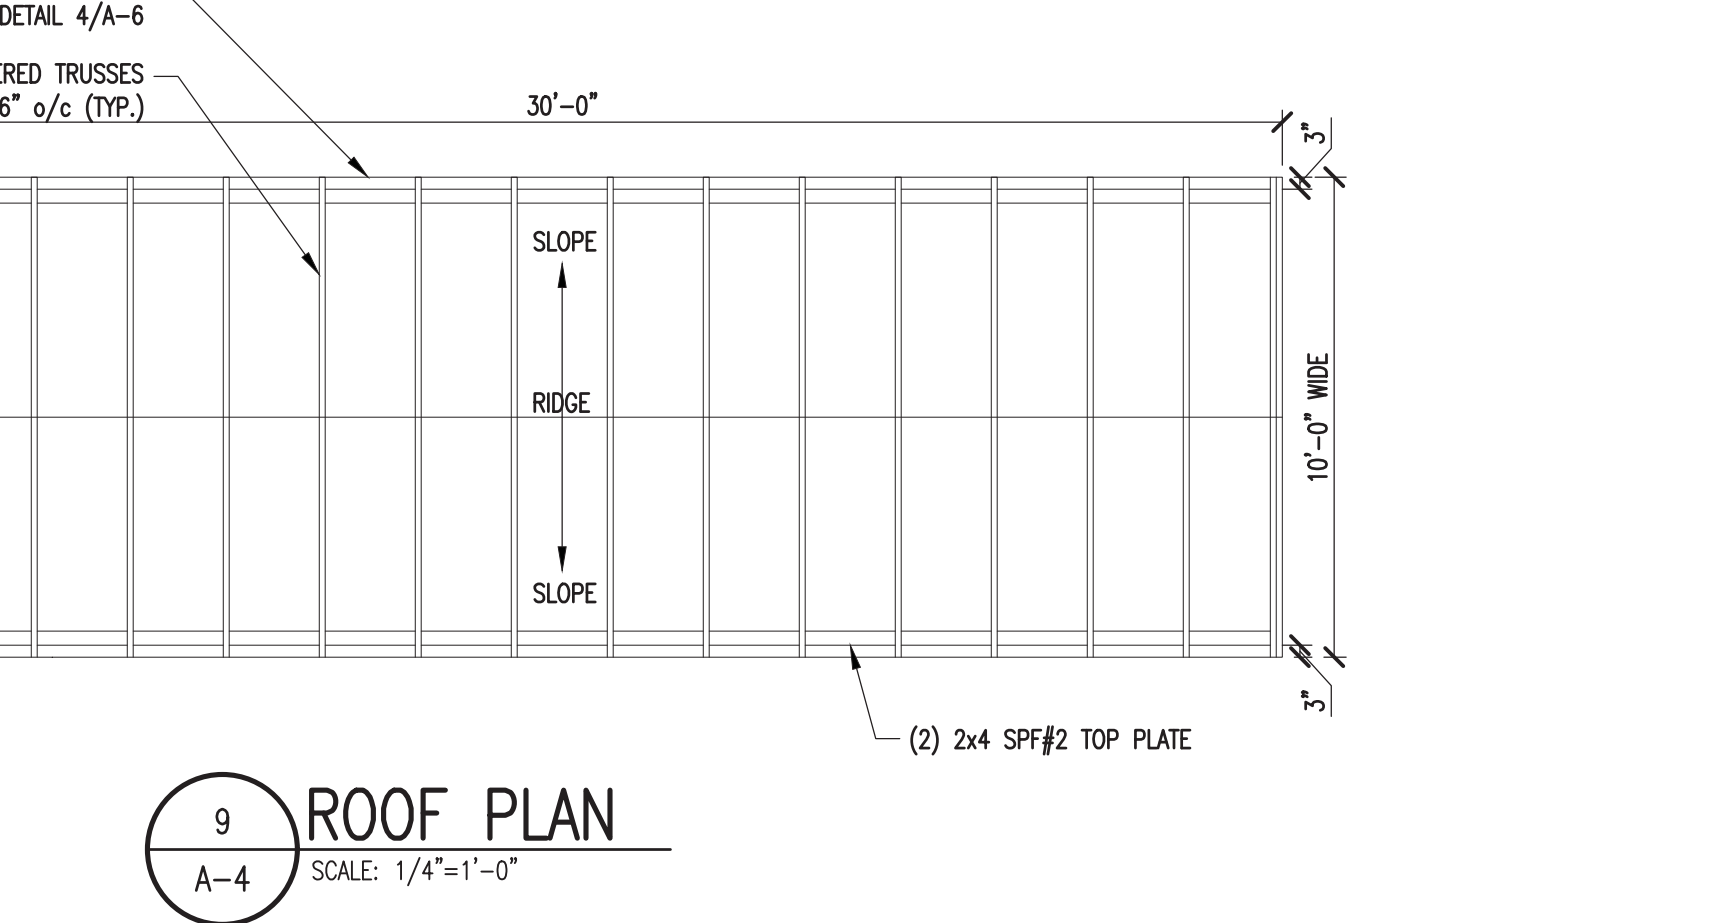 DETAIL 4/A-6
TRUSSES
6" o/c (TYP.)
30'-0"
3"
SLOPE
RIDGE
10'-0" WIDE
SLOPE
3"
(2) 2x4 SPF#2 TOP PLATE
9
A-4
ROOF PLAN
SCALE: 1/4"=1'-0"